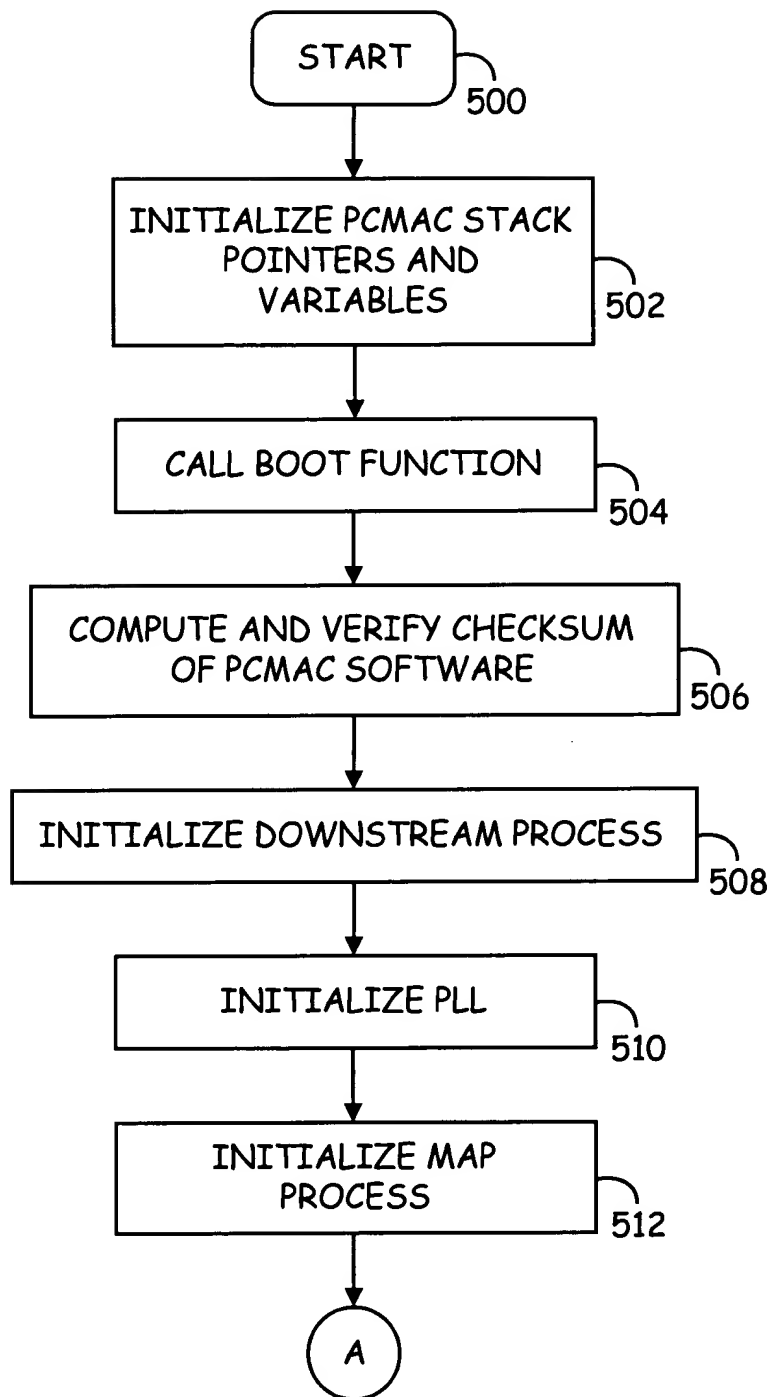 START
500
INITIALIZE PCMAC STACK
POINTERS AND
VARIABLES
502
CALL BOOT FUNCTION
504
COMPUTE AND VERIFY CHECKSUM
OF PCMAC SOFTWARE
506
INITIALIZE DOWNSTREAM PROCESS
508
INITIALIZE PLL
510
INITIALIZE MAP
PROCESS
512
A